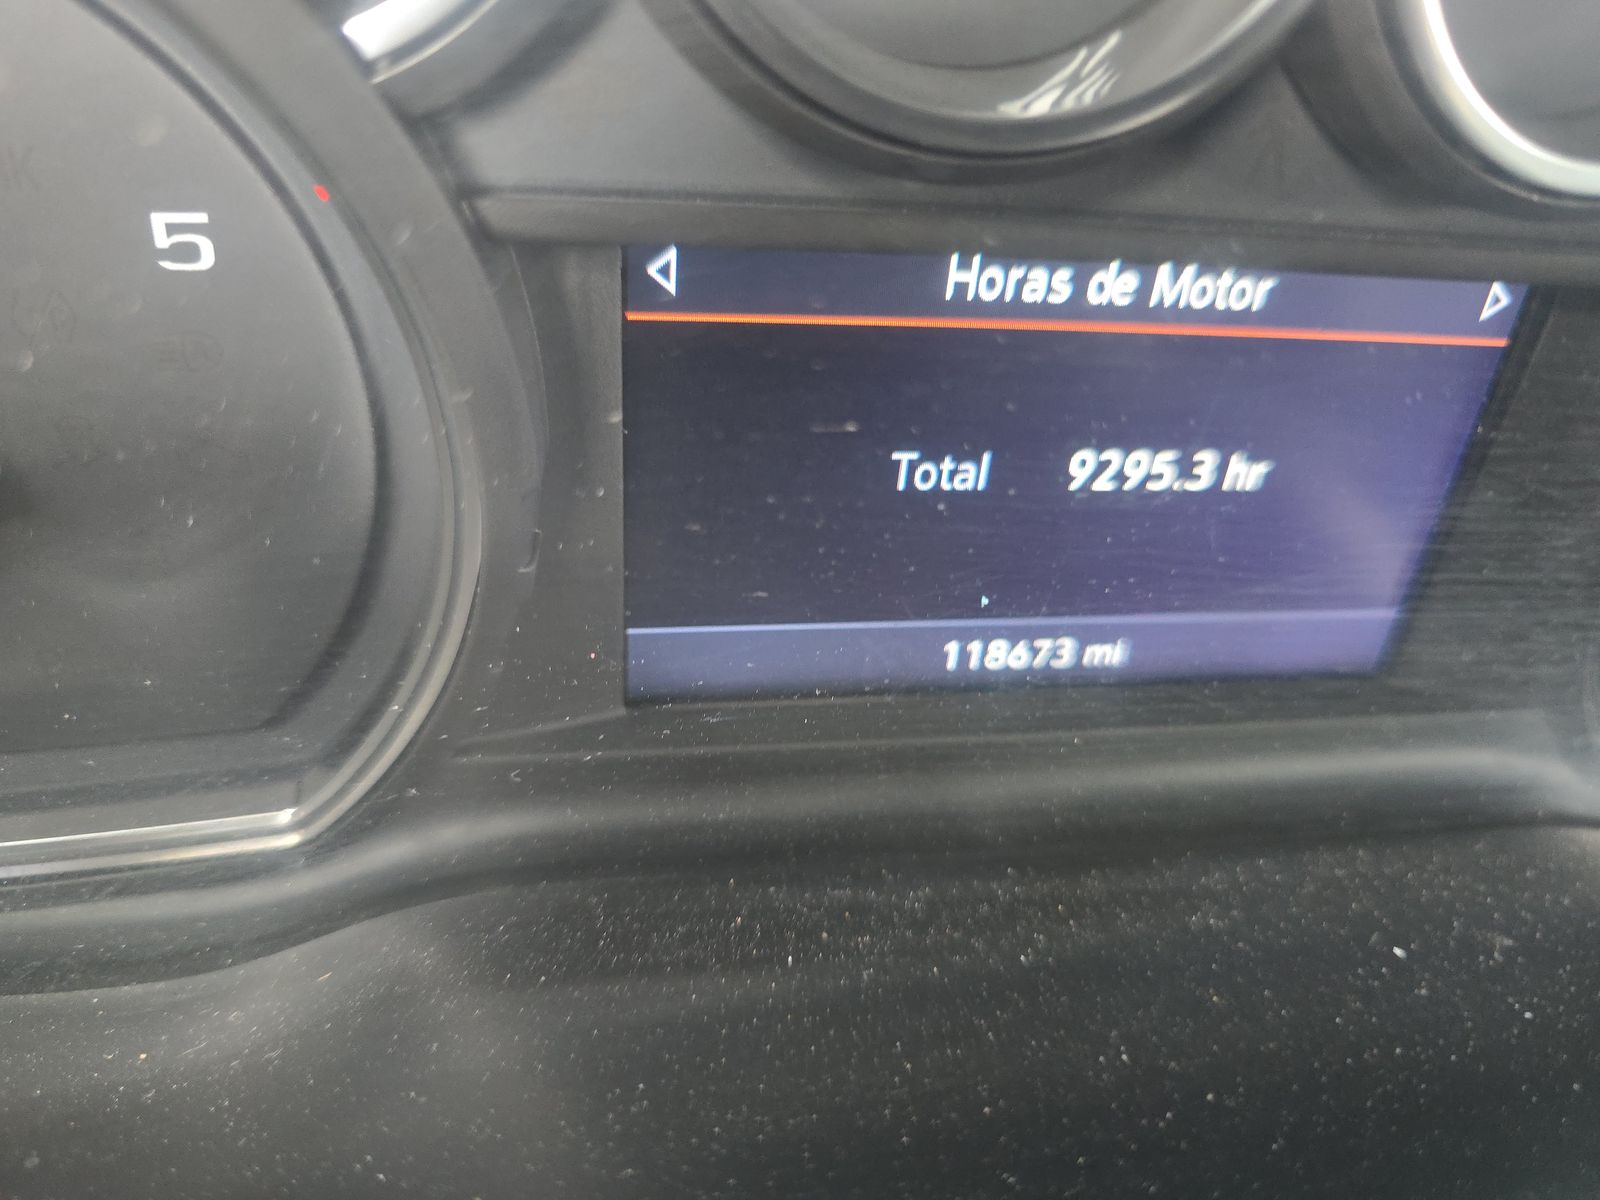 5
Horas de Motor
Total 9295.3 hr
118673 mi